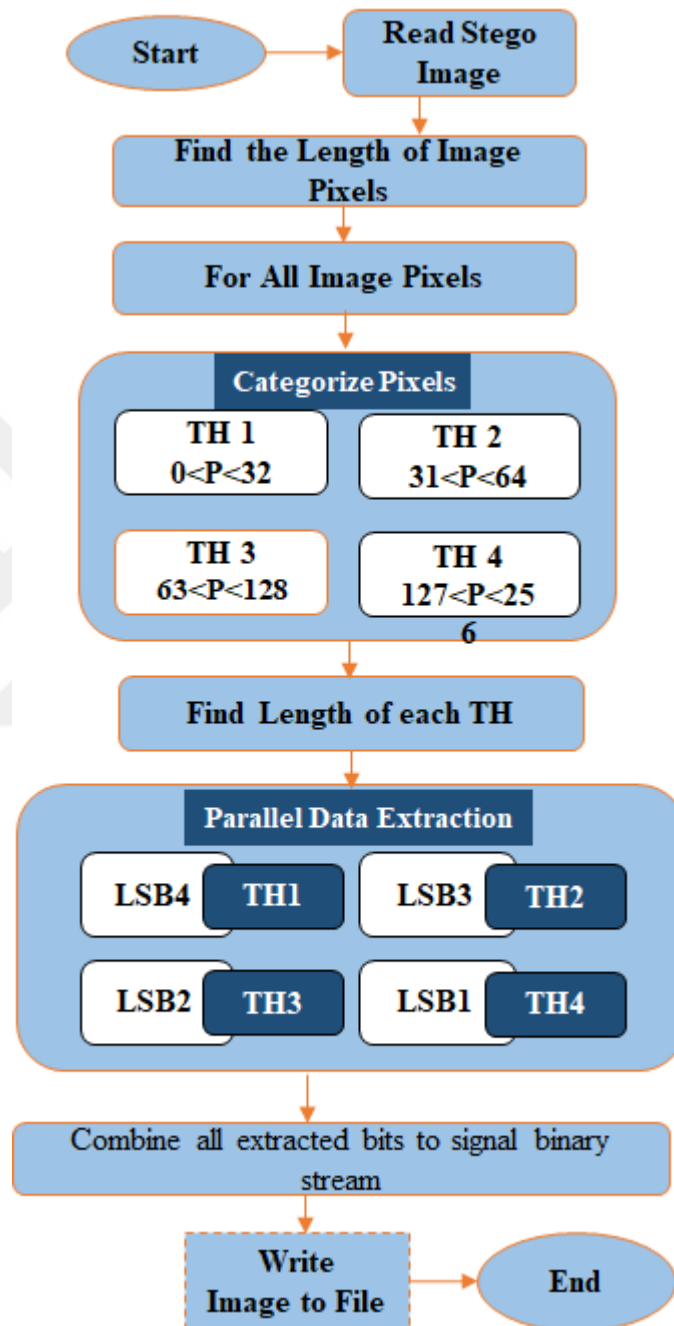 Start
Read Stego
Image
Find the Length of Image
Pixels
For All Image Pixels
Categorize Pixels
TH 1
0<P<32
TH 2
31<P<64
TH 3
63<P<128
TH 4
127<P<25
6
Find Length of each TH
Parallel Data Extraction
LSB4
TH1
LSB3
TH2
LSB2
TH3
LSB1
TH4
Combine all extracted bits to signal binary
stream
Write
Image to File
End